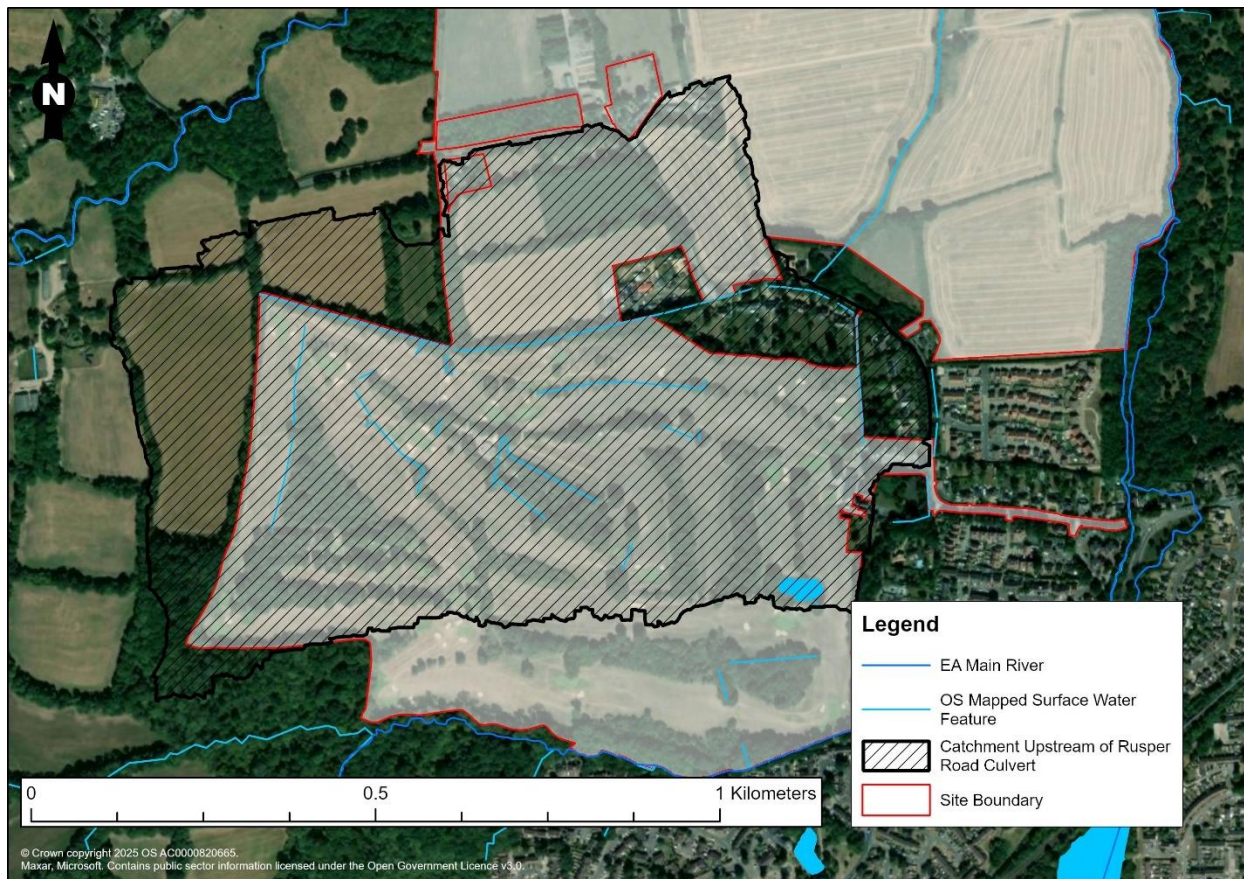 N
Legend
EA Main River
OS Mapped Surface Water
Feature
Catchment Upstream of Rusper
Road Culvert
Site Boundary
0 0.5 1 Kilometers
© Crown copyright 2025 OS AC0000820665.
Maxar, Microsoft. Contains public sector information licensed under the Open Government Licence v3.0.